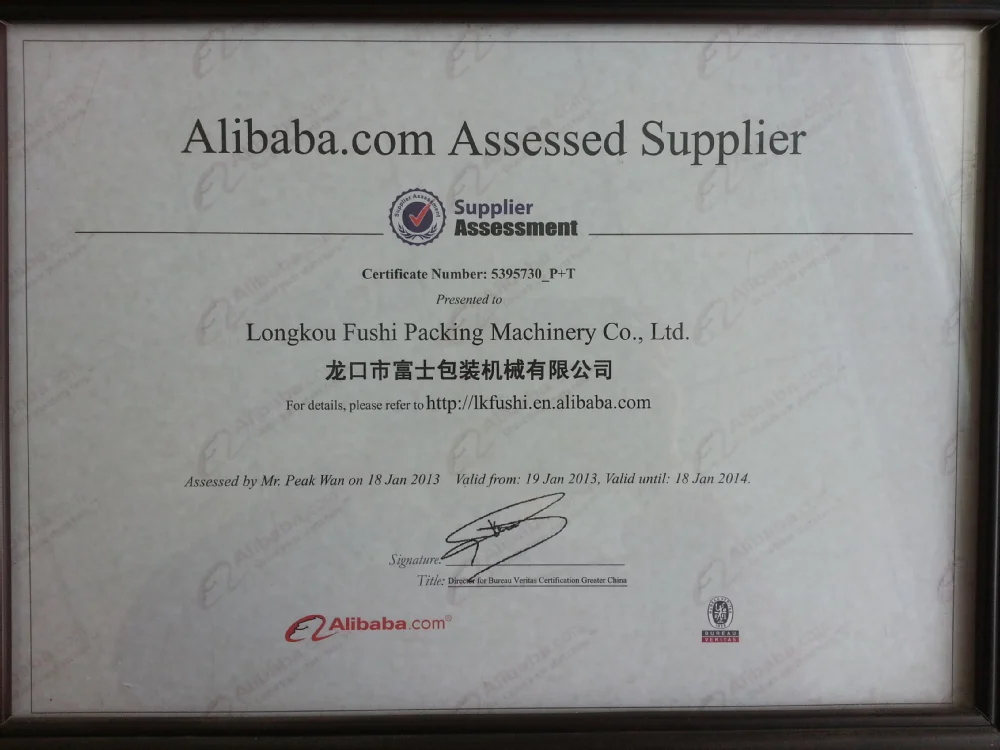 Alibaba.com Assessed Supplier
Supplier Assessment
Supplier
Assessment
Certificate Number: 5395730_P+T
Presented to
Longkou Fushi Packing Machinery Co., Ltd.
龙口市富士包装机械有限公司
For details, please refer to http://lkfushi.en.alibaba.com
Assessed by Mr. Peak Wan on 18 Jan 2013 Valid from: 19 Jan 2013, Valid until: 18 Jan 2014.
Signature:
Title: Director for Bureau Veritas Certification Greater China
Alibaba.com®
BUREAU
VERITAS